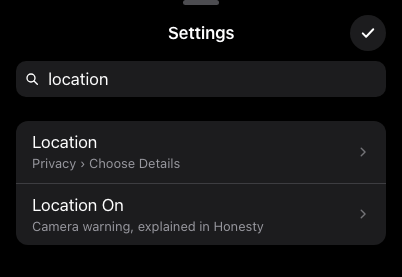 Settings
location
Location
Privacy › Choose Details
Location On
Camera warning, explained in Honesty